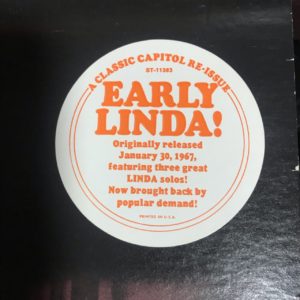 A CLASSIC CAPITOL RE-ISSUE
ST-11383
EARLY
LINDA!
Originally released
January 30, 1967,
featuring three great
LINDA solos!
Now brought back by
popular demand!
PRINTED IN U.S.A.